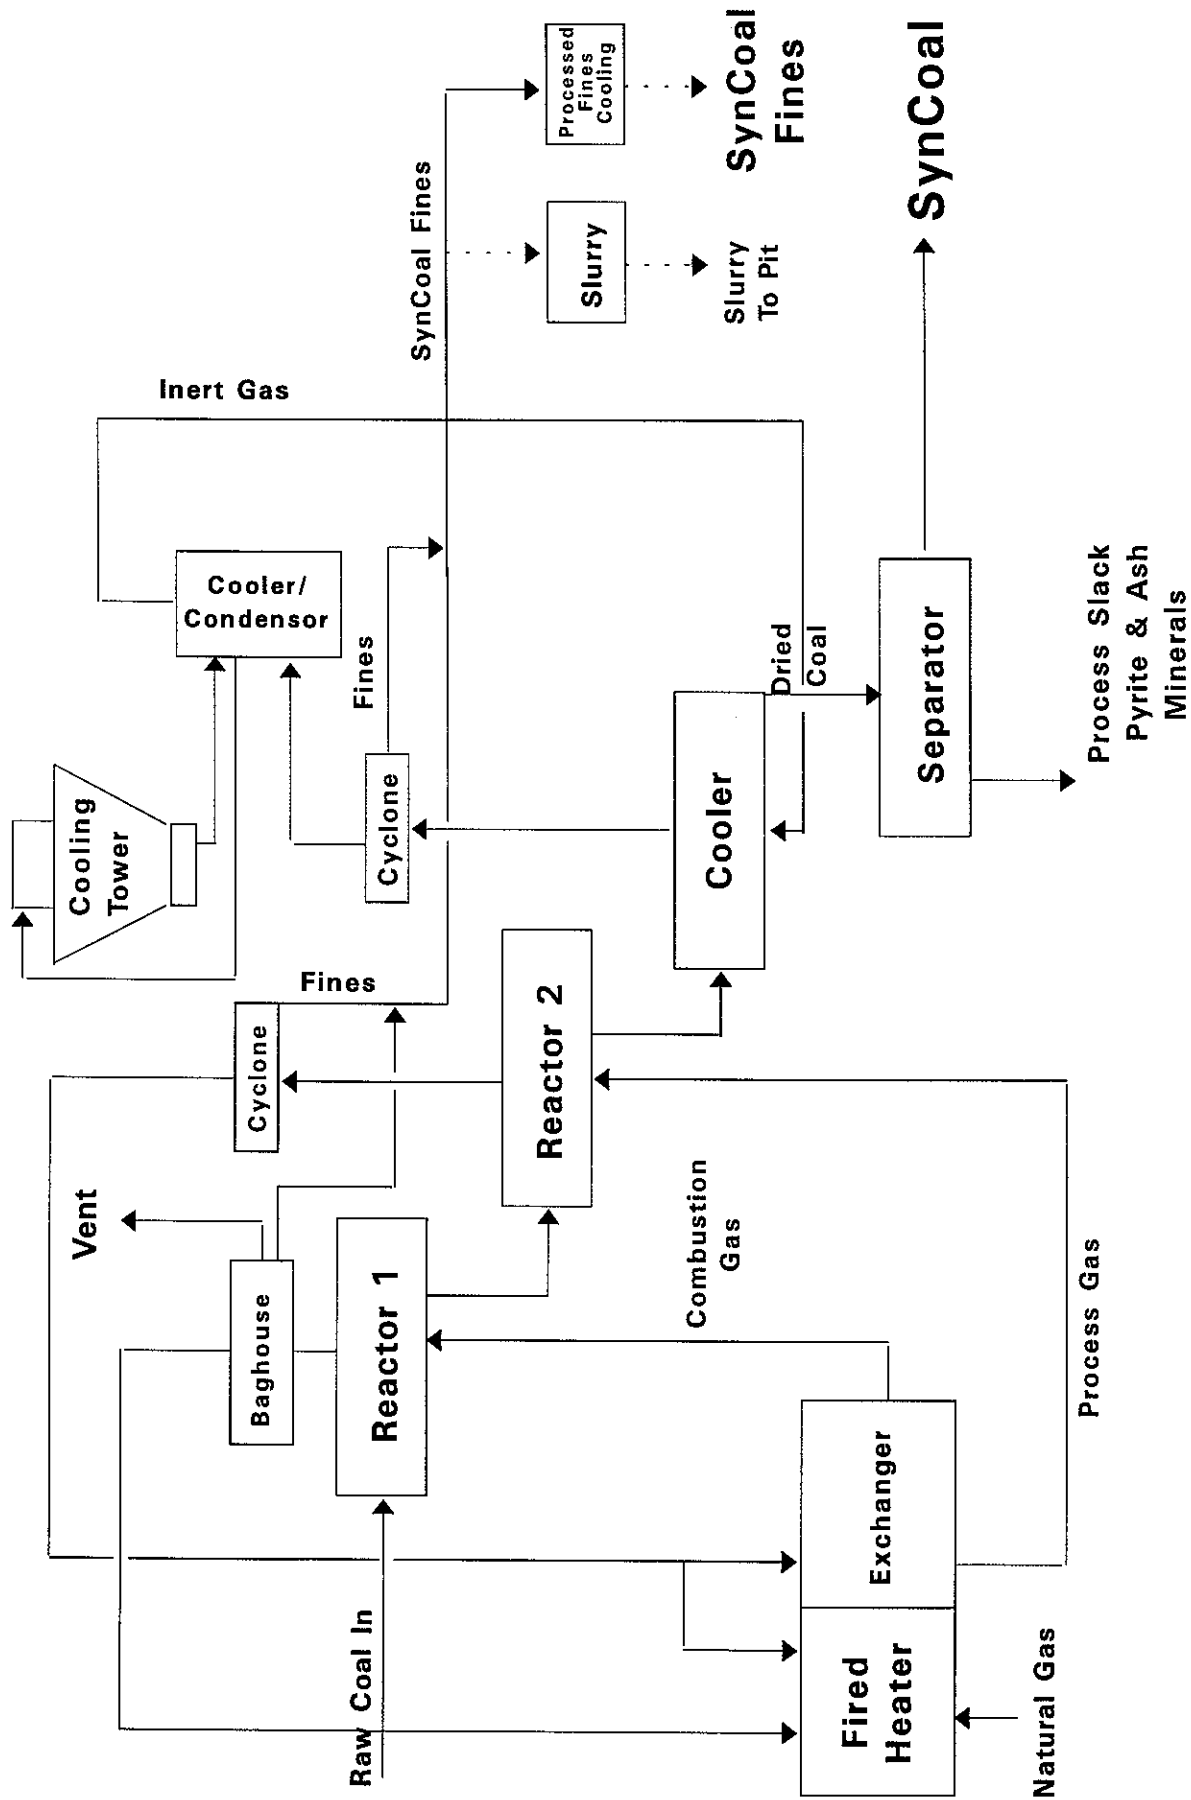 Raw Coal In
Reactor 1
Baghouse
Vent
Cyclone
Fines
Reactor 2
Cooling
Tower
Cooler/
Condensor
Inert Gas
Cyclone
Fines
Cooler
Dried
Coal
Separator
Process Slack
Pyrite & Ash
Minerals
SynCoal
SynCoal Fines
Slurry
Slurry
To Pit
Processed
Fines
Cooling
SynCoal
Fines
Combustion
Gas
Process Gas
Fired
Heater
Exchanger
Natural Gas